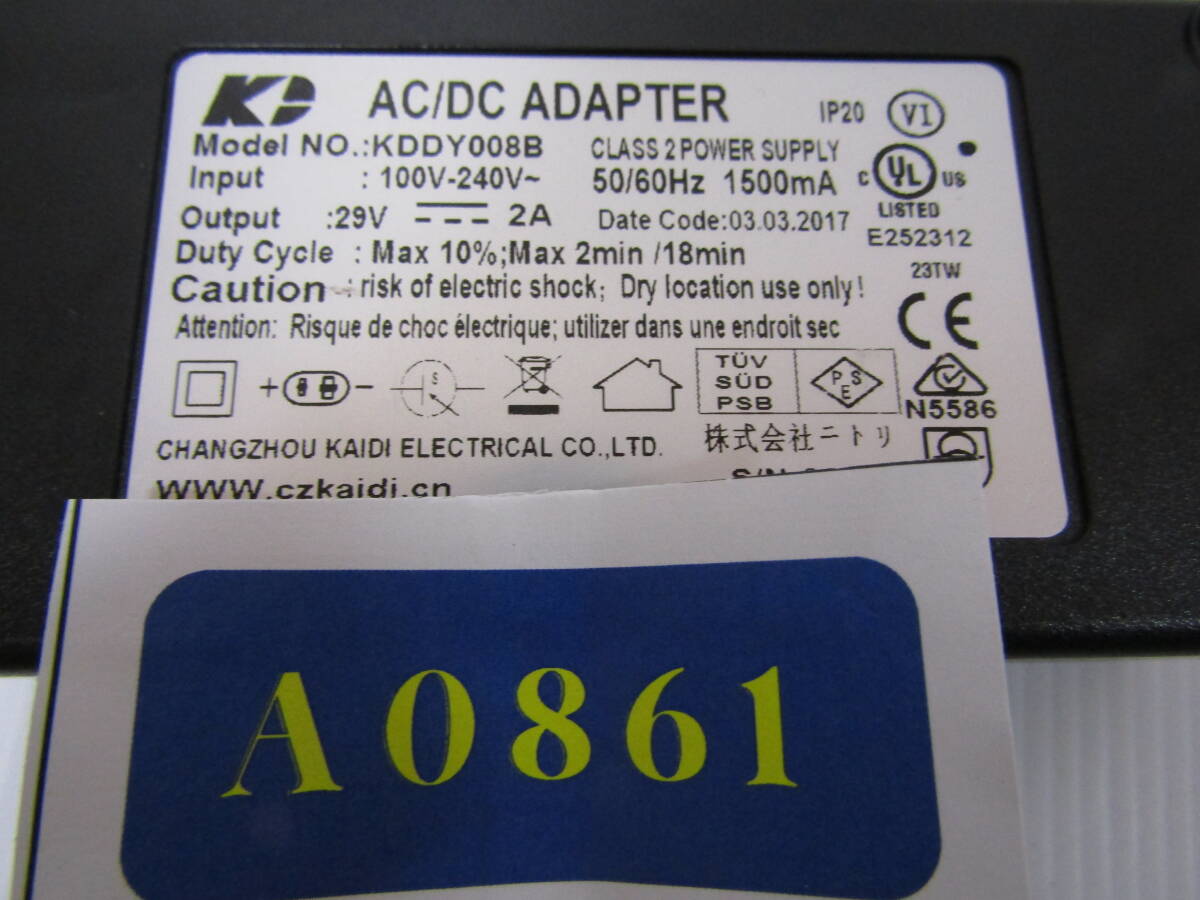 KD AC/DC ADAPTER IP20 VI
Model NO.:KDDY008B CLASS 2 POWER SUPPLY
Input : 100V-240V~ 50/60Hz 1500mA C UL US
LISTED
Output :29V 2A Date Code:03.03.2017
E252312
Duty Cycle : Max 10%;Max 2min /18min
23TW
Caution : risk of electric shock; Dry location use only!
CE
Attention: Risque de choc électrique; utiliser dans une endroit sec
+ - S
TÜV
SÜD
PSB
PSE
N5586
CHANGZHOU KAIDI ELECTRICAL CO.,LTD. 株式会社ニトリ
WWW.czkaidi.cn S/N
A0861